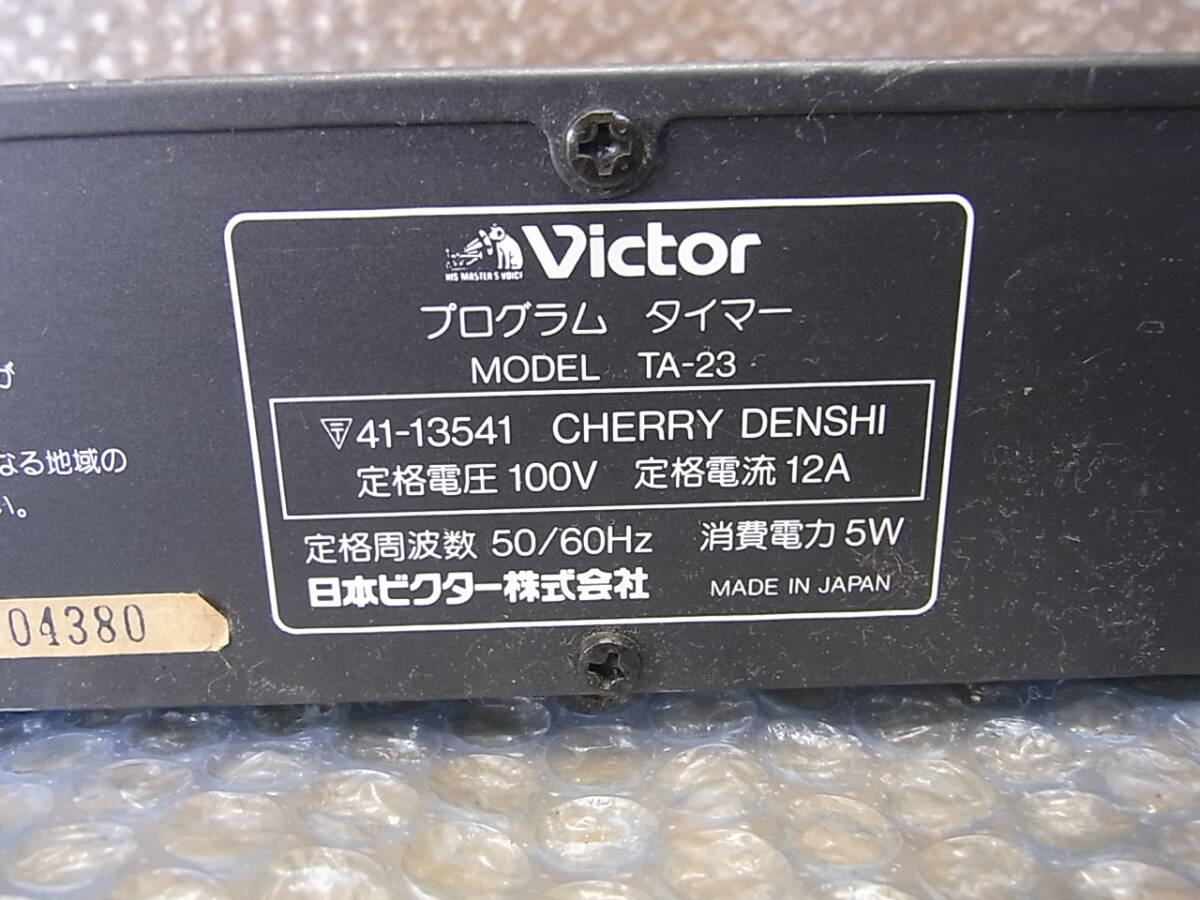 HIS MASTER'S VOICE
Victor
プログラム タイマー
MODEL TA-23
41-13541 CHERRY DENSHI
定格電圧 100V 定格電流 12A
定格周波数 50/60Hz 消費電力 5W
日本ビクター株式会社 MADE IN JAPAN
が
なる地域の
い。
04380